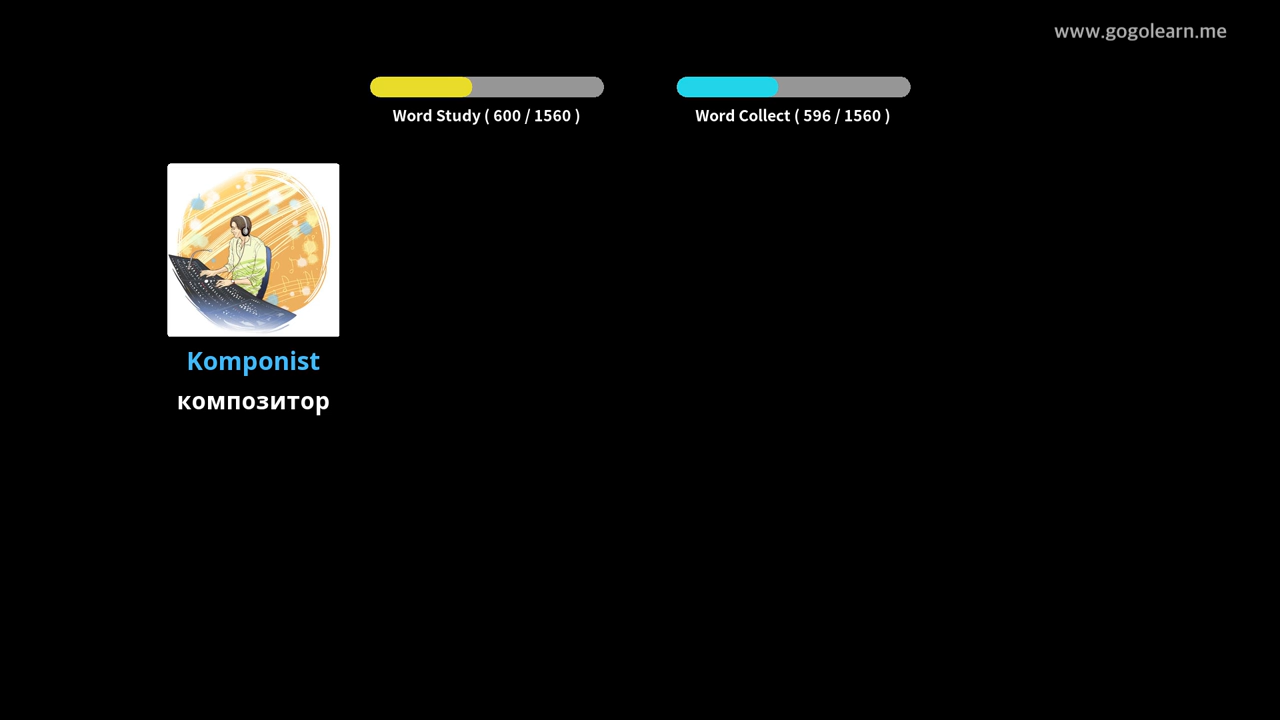 www.gogolearn.me
Word Study ( 600 / 1560 )
Word Collect ( 596 / 1560 )
Komponist
композитор